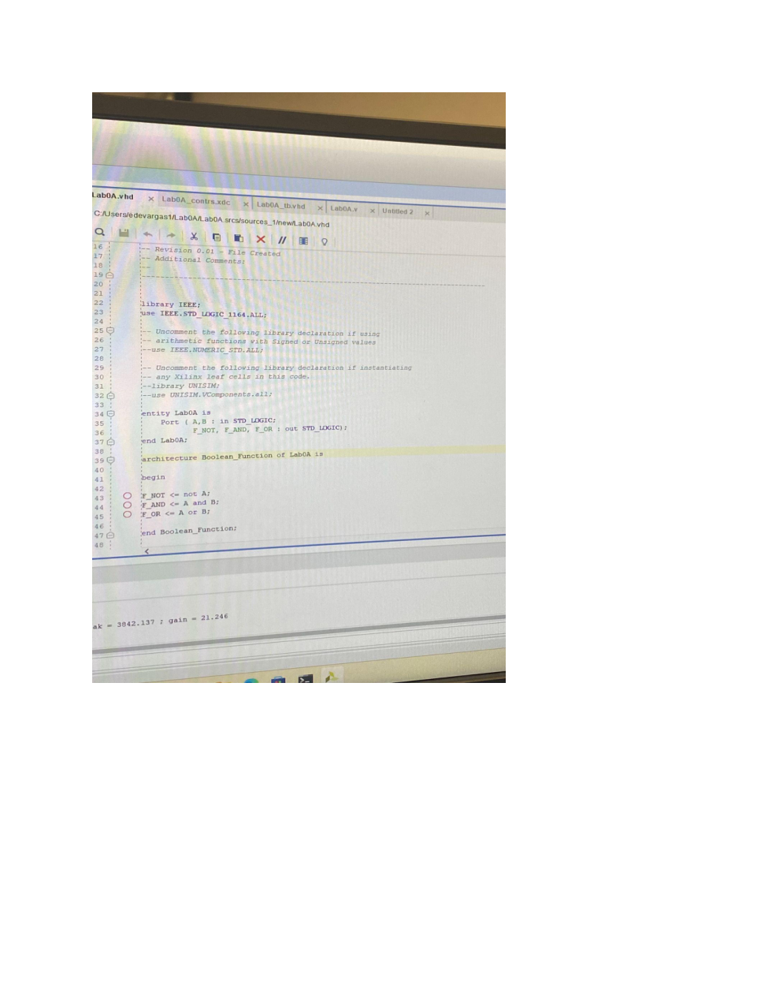 Lab0A.vhd × Lab0A_contrs.xdc × Lab0A_tb.vhd × Lab0A.v × Untitled 2 ×
C:/Users/edevargas1/Lab0A/Lab0A.srcs/sources_1/new/Lab0A.vhd
16 -- Revision 0.01 - File Created
17 -- Additional Comments:
18 --
19 ----------------------------------------------------------------------------------
20
21
22 library IEEE;
23 use IEEE.STD_LOGIC_1164.ALL;
24
25 -- Uncomment the following library declaration if using
26 -- arithmetic functions with Signed or Unsigned values
27 --use IEEE.NUMERIC_STD.ALL;
28
29 -- Uncomment the following library declaration if instantiating
30 -- any Xilinx leaf cells in this code.
31 --library UNISIM;
32 --use UNISIM.VComponents.all;
33
34 entity Lab0A is
35 Port ( A,B : in STD_LOGIC;
36 F_NOT, F_AND, F_OR : out STD_LOGIC);
37 end Lab0A;
38
39 architecture Boolean_Function of Lab0A is
40
41 begin
42
43 F_NOT <= not A;
44 F_AND <= A and B;
45 F_OR <= A or B;
46
47 end Boolean_Function;
48
ak = 3842.137 ; gain = 21.246